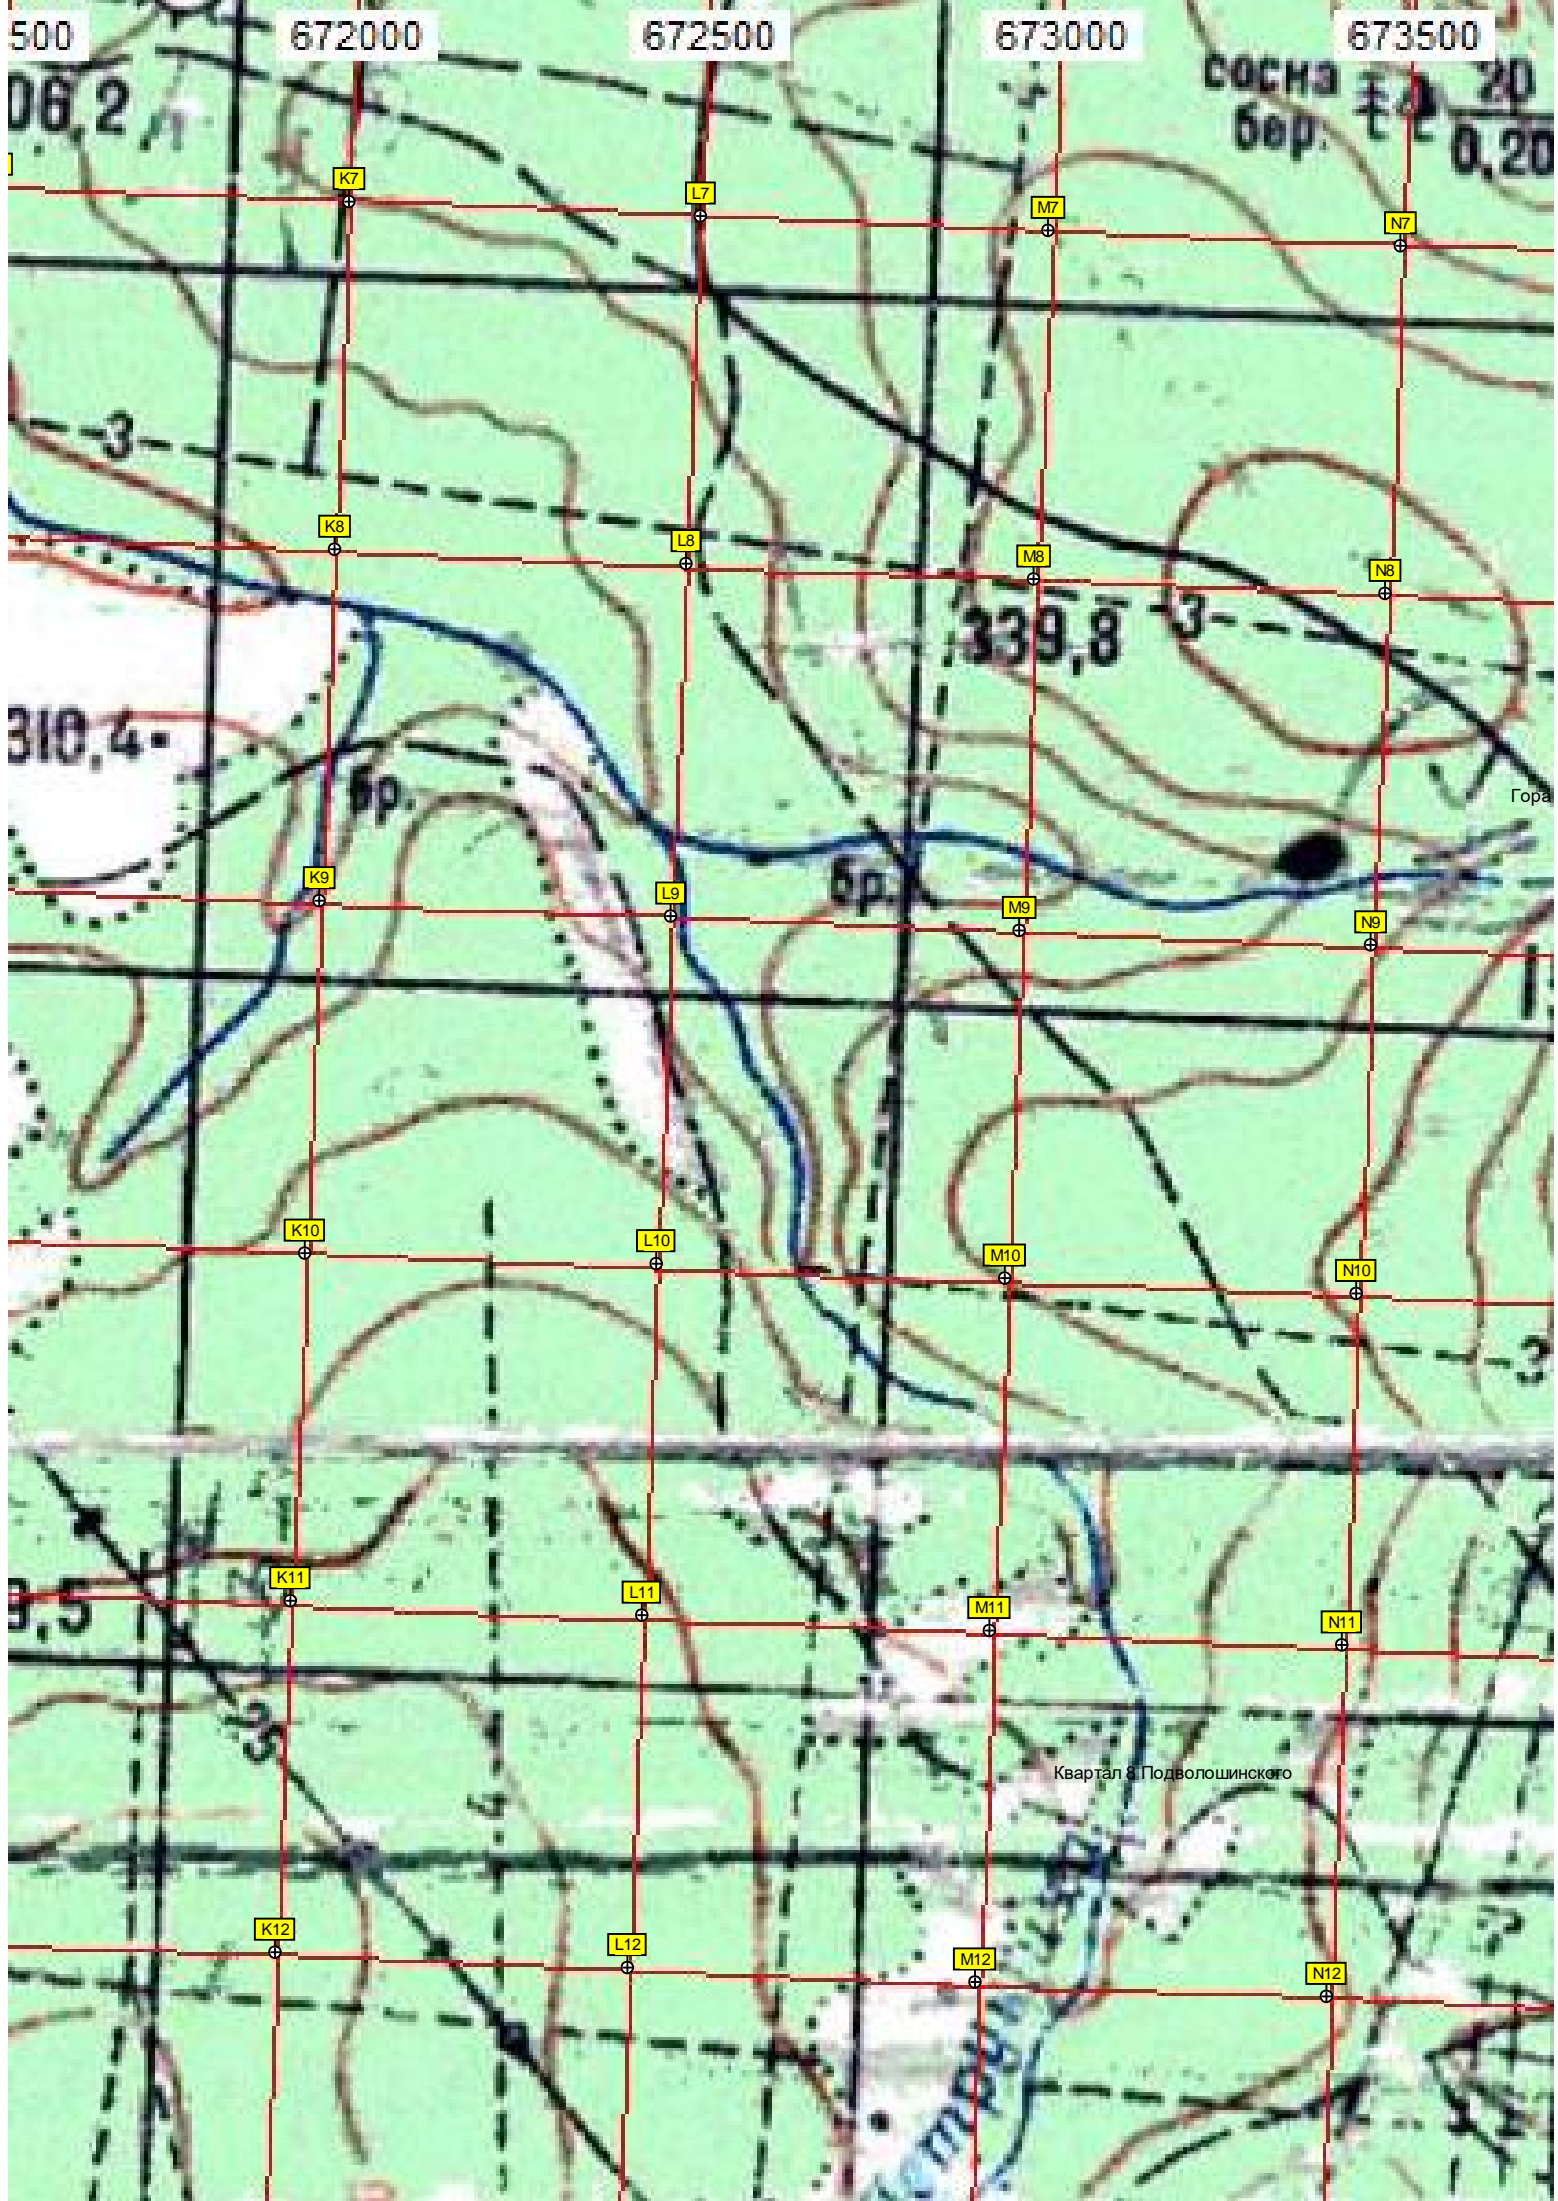 500 672000 672500 673000 673500
06,2
сосна 20
бер. 0,20
K7
L7
M7
N7
3
K8
L8
M8
N8
339,8
3
310,4
бр.
Гора
K9
L9
бр.
M9
N9
K10
L10
M10
N10
3
K11
L11
M11
N11
9,5
3
Квартал 8 Подволошинского
K12
L12
M12
N12